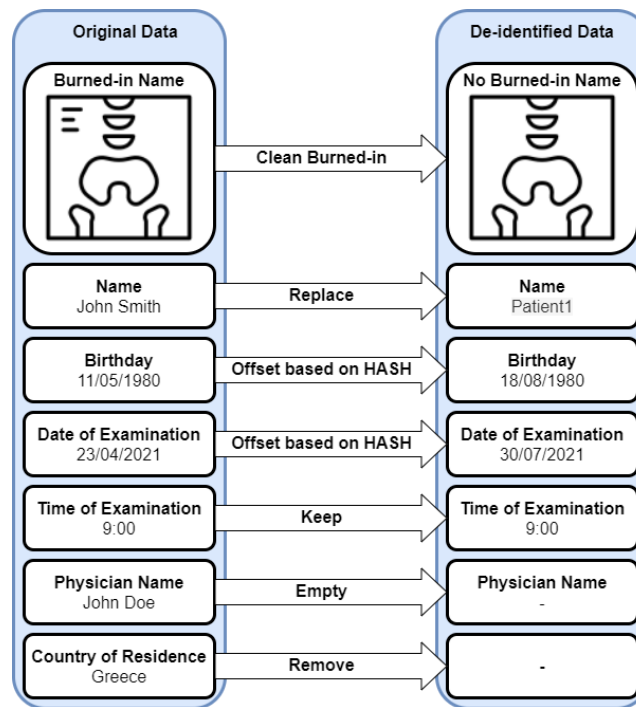 Original Data
De-identified Data
Burned-in Name
Clean Burned-in
No Burned-in Name
Name
John Smith
Replace
Name
Patient1
Birthday
11/05/1980
Offset based on HASH
Birthday
18/08/1980
Date of Examination
23/04/2021
Offset based on HASH
Date of Examination
30/07/2021
Time of Examination
9:00
Keep
Time of Examination
9:00
Physician Name
John Doe
Empty
Physician Name
-
Country of Residence
Greece
Remove
-